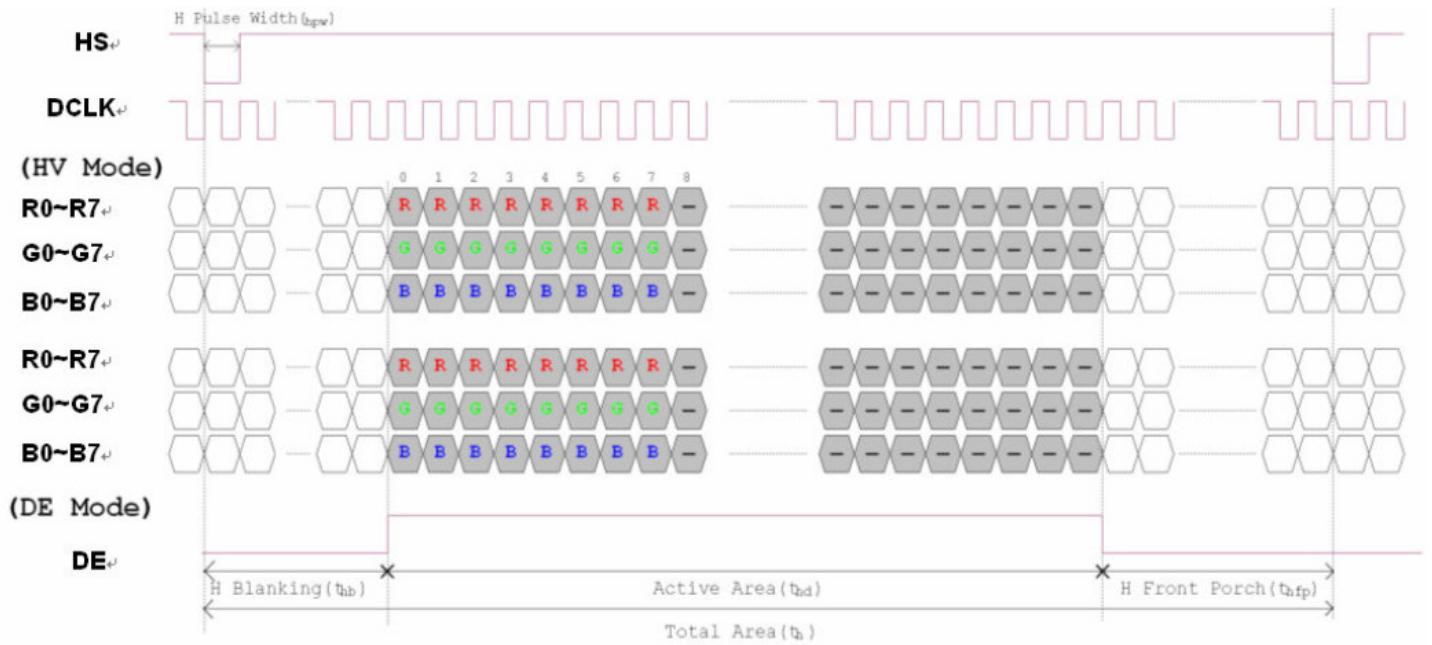 H Pulse Width(thpw)
HS
DCLK
(HV Mode)
0 1 2 3 4 5 6 7 8
R0~R7 R R R R R R R R - - - - - - - - -
G0~G7 G G G G G G G G - - - - - - - - -
B0~B7 B B B B B B B B - - - - - - - - -
R0~R7 R R R R R R R R - - - - - - - - -
G0~G7 G G G G G G G G - - - - - - - - -
B0~B7 B B B B B B B B - - - - - - - - -
(DE Mode)
DE
H Blanking(thb) Active Area(thd) H Front Porch(thfp)
Total Area(th)